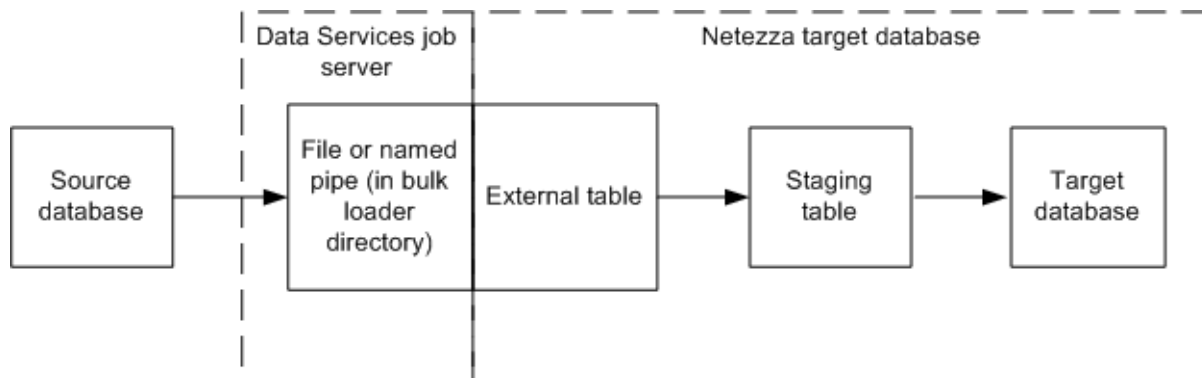 Data Services job
server
Netezza target database
Source
database
File or named
pipe (in bulk
loader
directory)
External table
Staging
table
Target
database